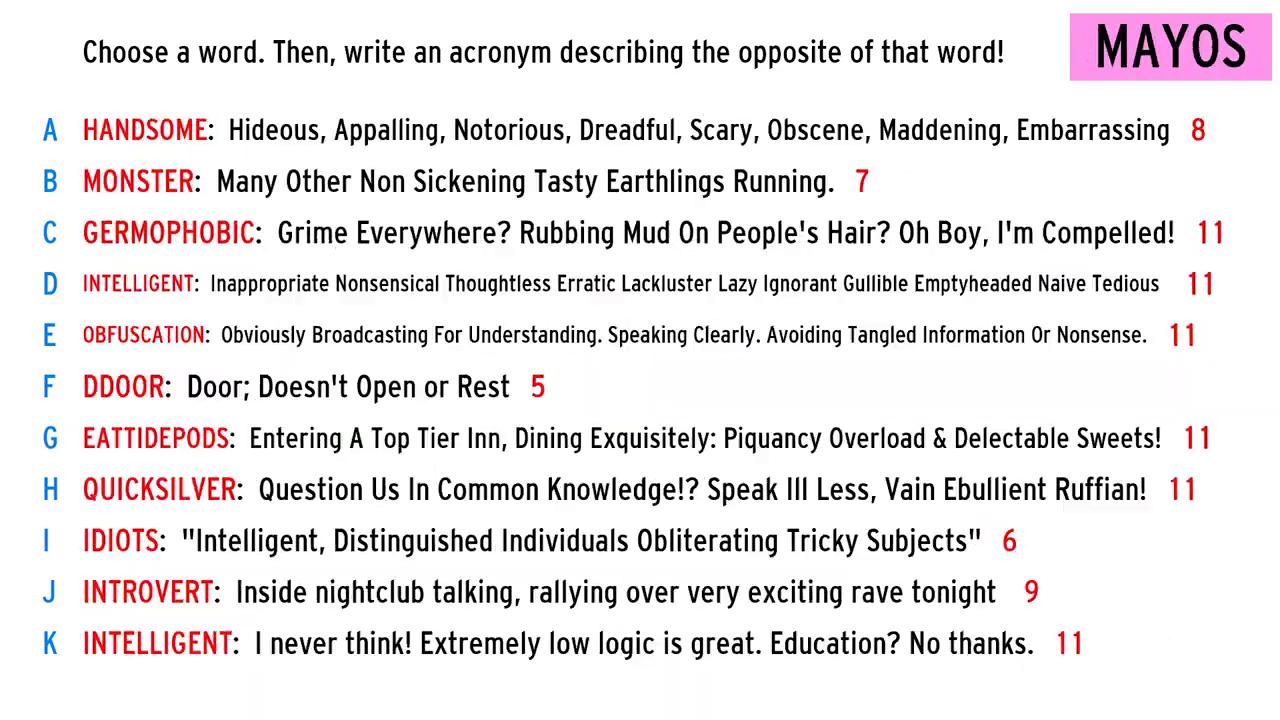 Choose a word. Then, write an acronym describing the opposite of that word!
MAYOS
A HANDSOME: Hideous, Appalling, Notorious, Dreadful, Scary, Obscene, Maddening, Embarrassing 8
B MONSTER: Many Other Non Sickening Tasty Earthlings Running. 7
C GERMOPHOBIC: Grime Everywhere? Rubbing Mud On People's Hair? Oh Boy, I'm Compelled! 11
D INTELLIGENT: Inappropriate Nonsensical Thoughtless Erratic Lackluster Lazy Ignorant Gullible Emptyheaded Naive Tedious 11
E OBFUSCATION: Obviously Broadcasting For Understanding. Speaking Clearly. Avoiding Tangled Information Or Nonsense. 11
F DDOOR: Door; Doesn't Open or Rest 5
G EATTIDEPODS: Entering A Top Tier Inn, Dining Exquisitely: Piquancy Overload & Delectable Sweets! 11
H QUICKSILVER: Question Us In Common Knowledge!? Speak Ill Less, Vain Ebullient Ruffian! 11
I IDIOTS: "Intelligent, Distinguished Individuals Obliterating Tricky Subjects" 6
J INTROVERT: Inside nightclub talking, rallying over very exciting rave tonight 9
K INTELLIGENT: I never think! Extremely low logic is great. Education? No thanks. 11